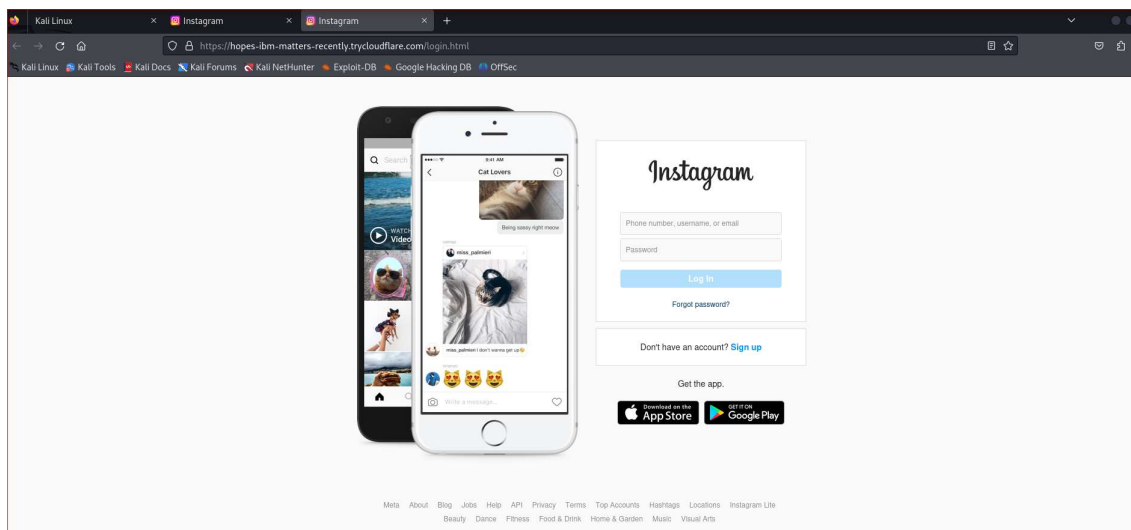 Kali Linux × Instagram × Instagram × +
https://hopes-ibm-matters-recently.trycloudflare.com/login.html
Kali Linux Kali Tools Kali Docs Kali Forums Kali NetHunter Exploit-DB Google Hacking DB OffSec
Search
WATCH
Video
9:41 AM
Cat Lovers
Being sassy right meow
miss_palmieri
miss_palmieri I don't wanna get up
Write a message...
Instagram
Phone number, username, or email
Password
Log In
Forgot password?
Don't have an account? Sign up
Get the app.
Download on the
App Store
GET IT ON
Google Play
Meta About Blog Jobs Help API Privacy Terms Top Accounts Hashtags Locations Instagram Lite
Beauty Dance Fitness Food & Drink Home & Garden Music Visual Arts